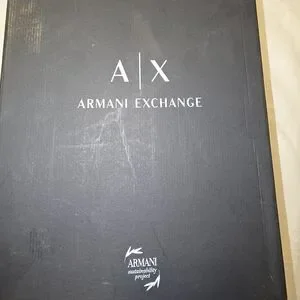 A|X
ARMANI EXCHANGE
ARMANI
sustainability
project